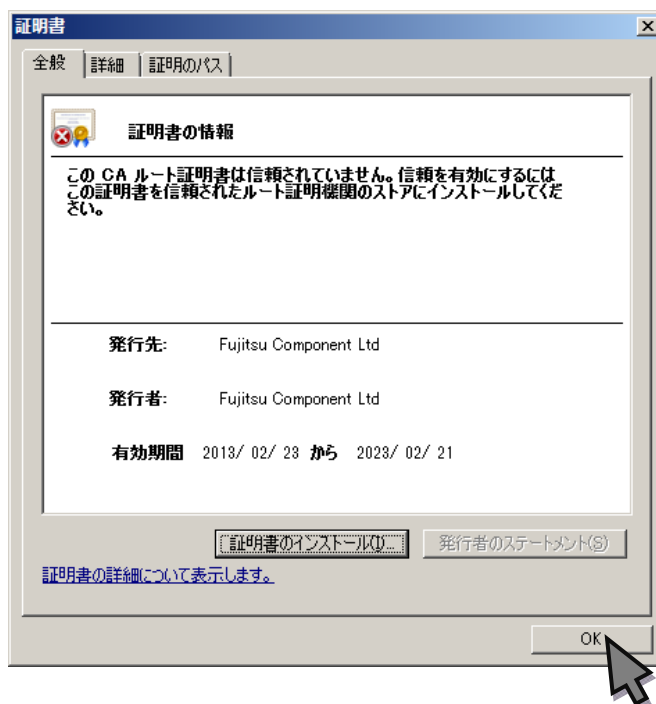 証明書
全般
詳細
証明のパス
証明書の情報
この CA ルート証明書は信頼されていません。信頼を有効にするには
この証明書を信頼されたルート証明機関のストアにインストールしてくだ
さい。
発行先: Fujitsu Component Ltd
発行者: Fujitsu Component Ltd
有効期間 2013/ 02/ 23 から 2023/ 02/ 21
証明書のインストール(I)...
発行者のステートメント(S)
証明書の詳細について表示します。
OK